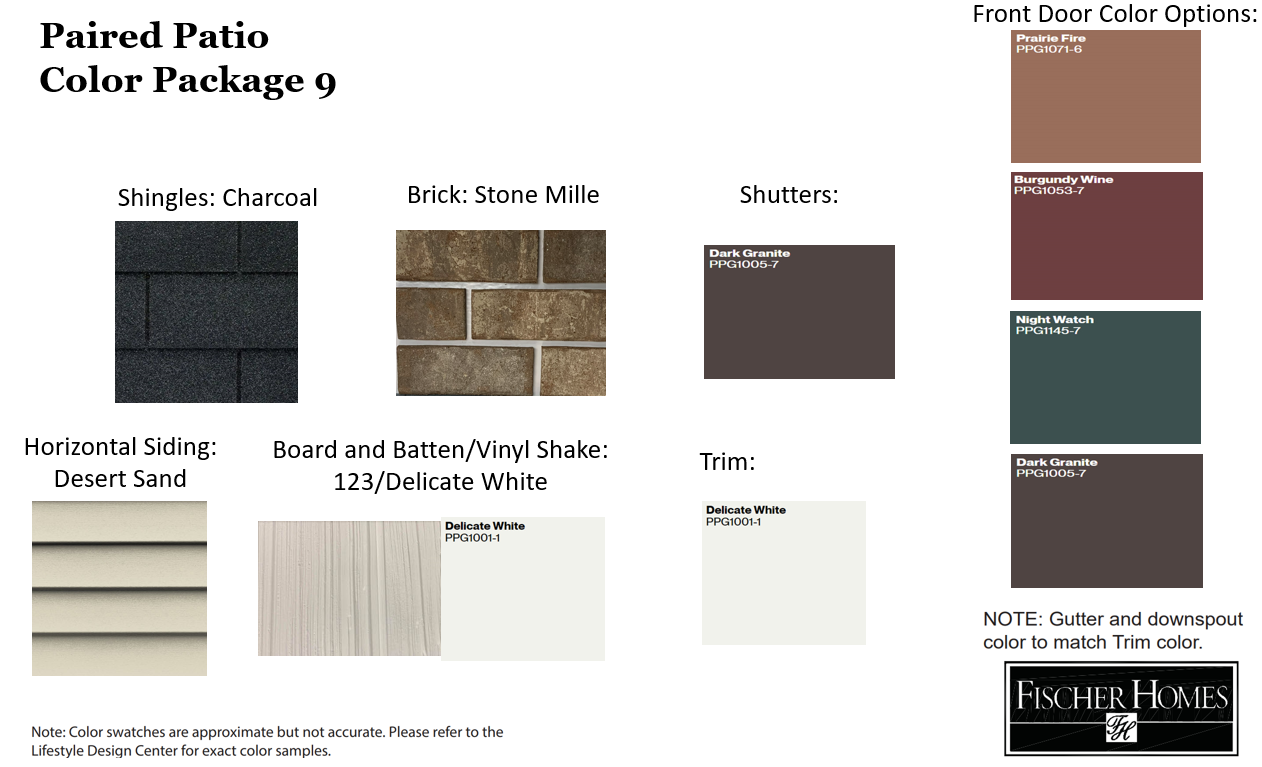 Paired Patio
Color Package 9
Front Door Color Options:
Prairie Fire
PPG1071-6
Burgundy Wine
PPG1053-7
Night Watch
PPG1145-7
Dark Granite
PPG1005-7
Shingles: Charcoal
Brick: Stone Mille
Shutters:
Dark Granite
PPG1005-7
Horizontal Siding:
Desert Sand
Board and Batten/Vinyl Shake:
123/Delicate White
Delicate White
PPG1001-1
Trim:
Delicate White
PPG1001-1
NOTE: Gutter and downspout
color to match Trim color.
FISCHER HOMES
FH
Note: Color swatches are approximate but not accurate. Please refer to the
Lifestyle Design Center for exact color samples.